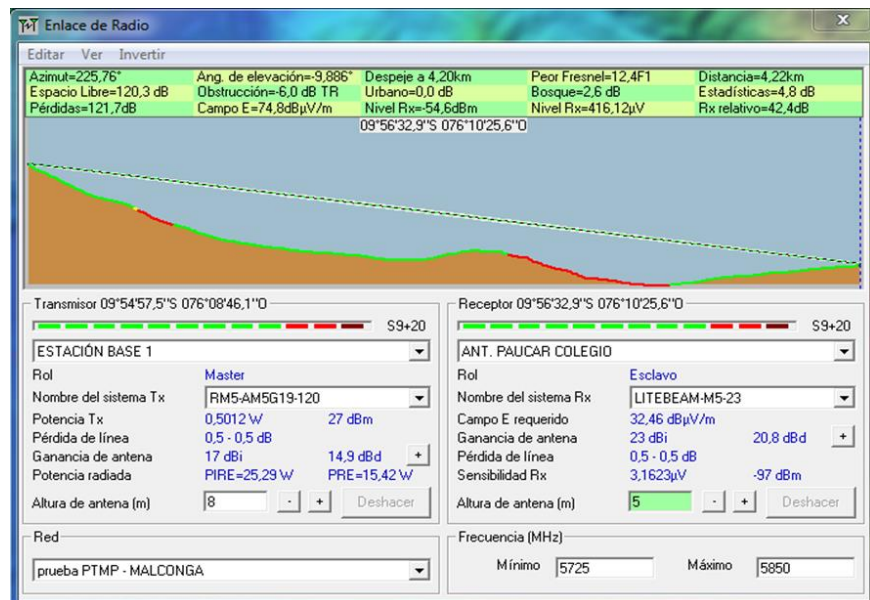 Enlace de Radio
Editar Ver Invertir
Azimut=225,76° Ang. de elevación=-9,886° Despeje a 4,20km Peor Fresnel=12,4F1 Distancia=4,22km
Espacio Libre=120,3 dB Obstrucción=-6,0 dB TR Urbano=0,0 dB Bosque=2,6 dB Estadísticas=4,8 dB
Pérdidas=121,7dB Campo E=74,8dBµV/m Nivel Rx=-54,6dBm Nivel Rx=416,12µV Rx relativo=42,4dB
09°56'32,9"S 076°10'25,6"O
Transmisor 09°54'57,5"S 076°08'46,1"O
S9+20
ESTACIÓN BASE 1
Rol Master
Nombre del sistema Tx RM5-AM5G19-120
Potencia Tx 0,5012 W 27 dBm
Pérdida de línea 0,5 - 0,5 dB
Ganancia de antena 17 dBi 14,9 dBd +
Potencia radiada PIRE=25,29 W PRE=15,42 W
Altura de antena (m) 8 - + Deshacer
Receptor 09°56'32,9"S 076°10'25,6"O
S9+20
ANT. PAUCAR COLEGIO
Rol Esclavo
Nombre del sistema Rx LITEBEAM-M5-23
Campo E requerido 32,46 dBµV/m
Ganancia de antena 23 dBi 20,8 dBd +
Pérdida de línea 0,5 - 0,5 dB
Sensibilidad Rx 3,1623µV -97 dBm
Altura de antena (m) 5 - + Deshacer
Red
prueba PTMP - MALCONGA
Frecuencia (MHz)
Mínimo 5725 Máximo 5850